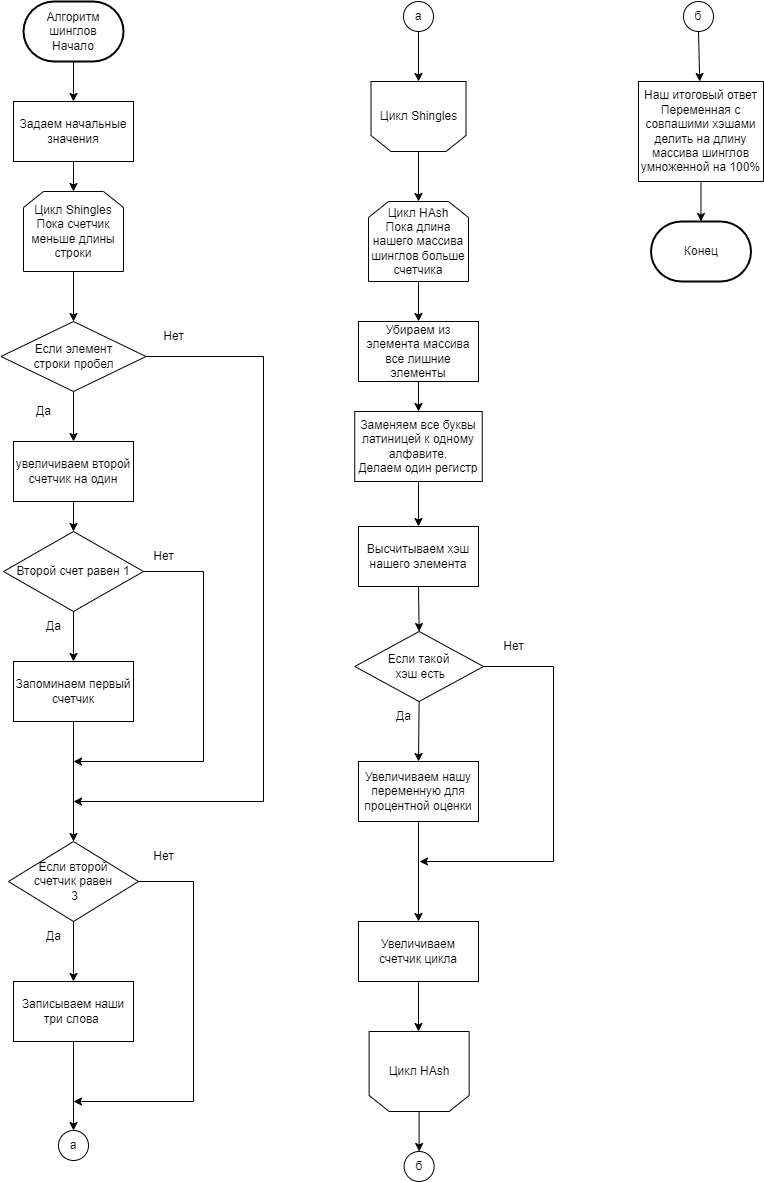 Алгоритм
шинглов
Начало
Задаем начальные
значения
Цикл Shingles
Пока счетчик
меньше длины
строки
Если элемент
строки пробел
Нет
Да
увеличиваем второй
счетчик на один
Второй счет равен 1
Нет
Да
Запоминаем первый
счетчик
Если второй
счетчик равен
3
Нет
Да
Записываем наши
три слова
а
а
Цикл Shingles
Цикл HAsh
Пока длина
нашего массива
шинглов больше
счетчика
Убираем из
элемента массива
все лишние
элементы
Заменяем все буквы
латиницей к одному
алфавите.
Делаем один регистр
Высчитываем хэш
нашего элемента
Если такой
хэш есть
Нет
Да
Увеличиваем нашу
переменную для
процентной оценки
Увеличиваем
счетчик цикла
Цикл HAsh
б
б
Наш итоговый ответ
Переменная с
совпашими хэшами
делить на длину
массива шинглов
умноженной на 100%
Конец